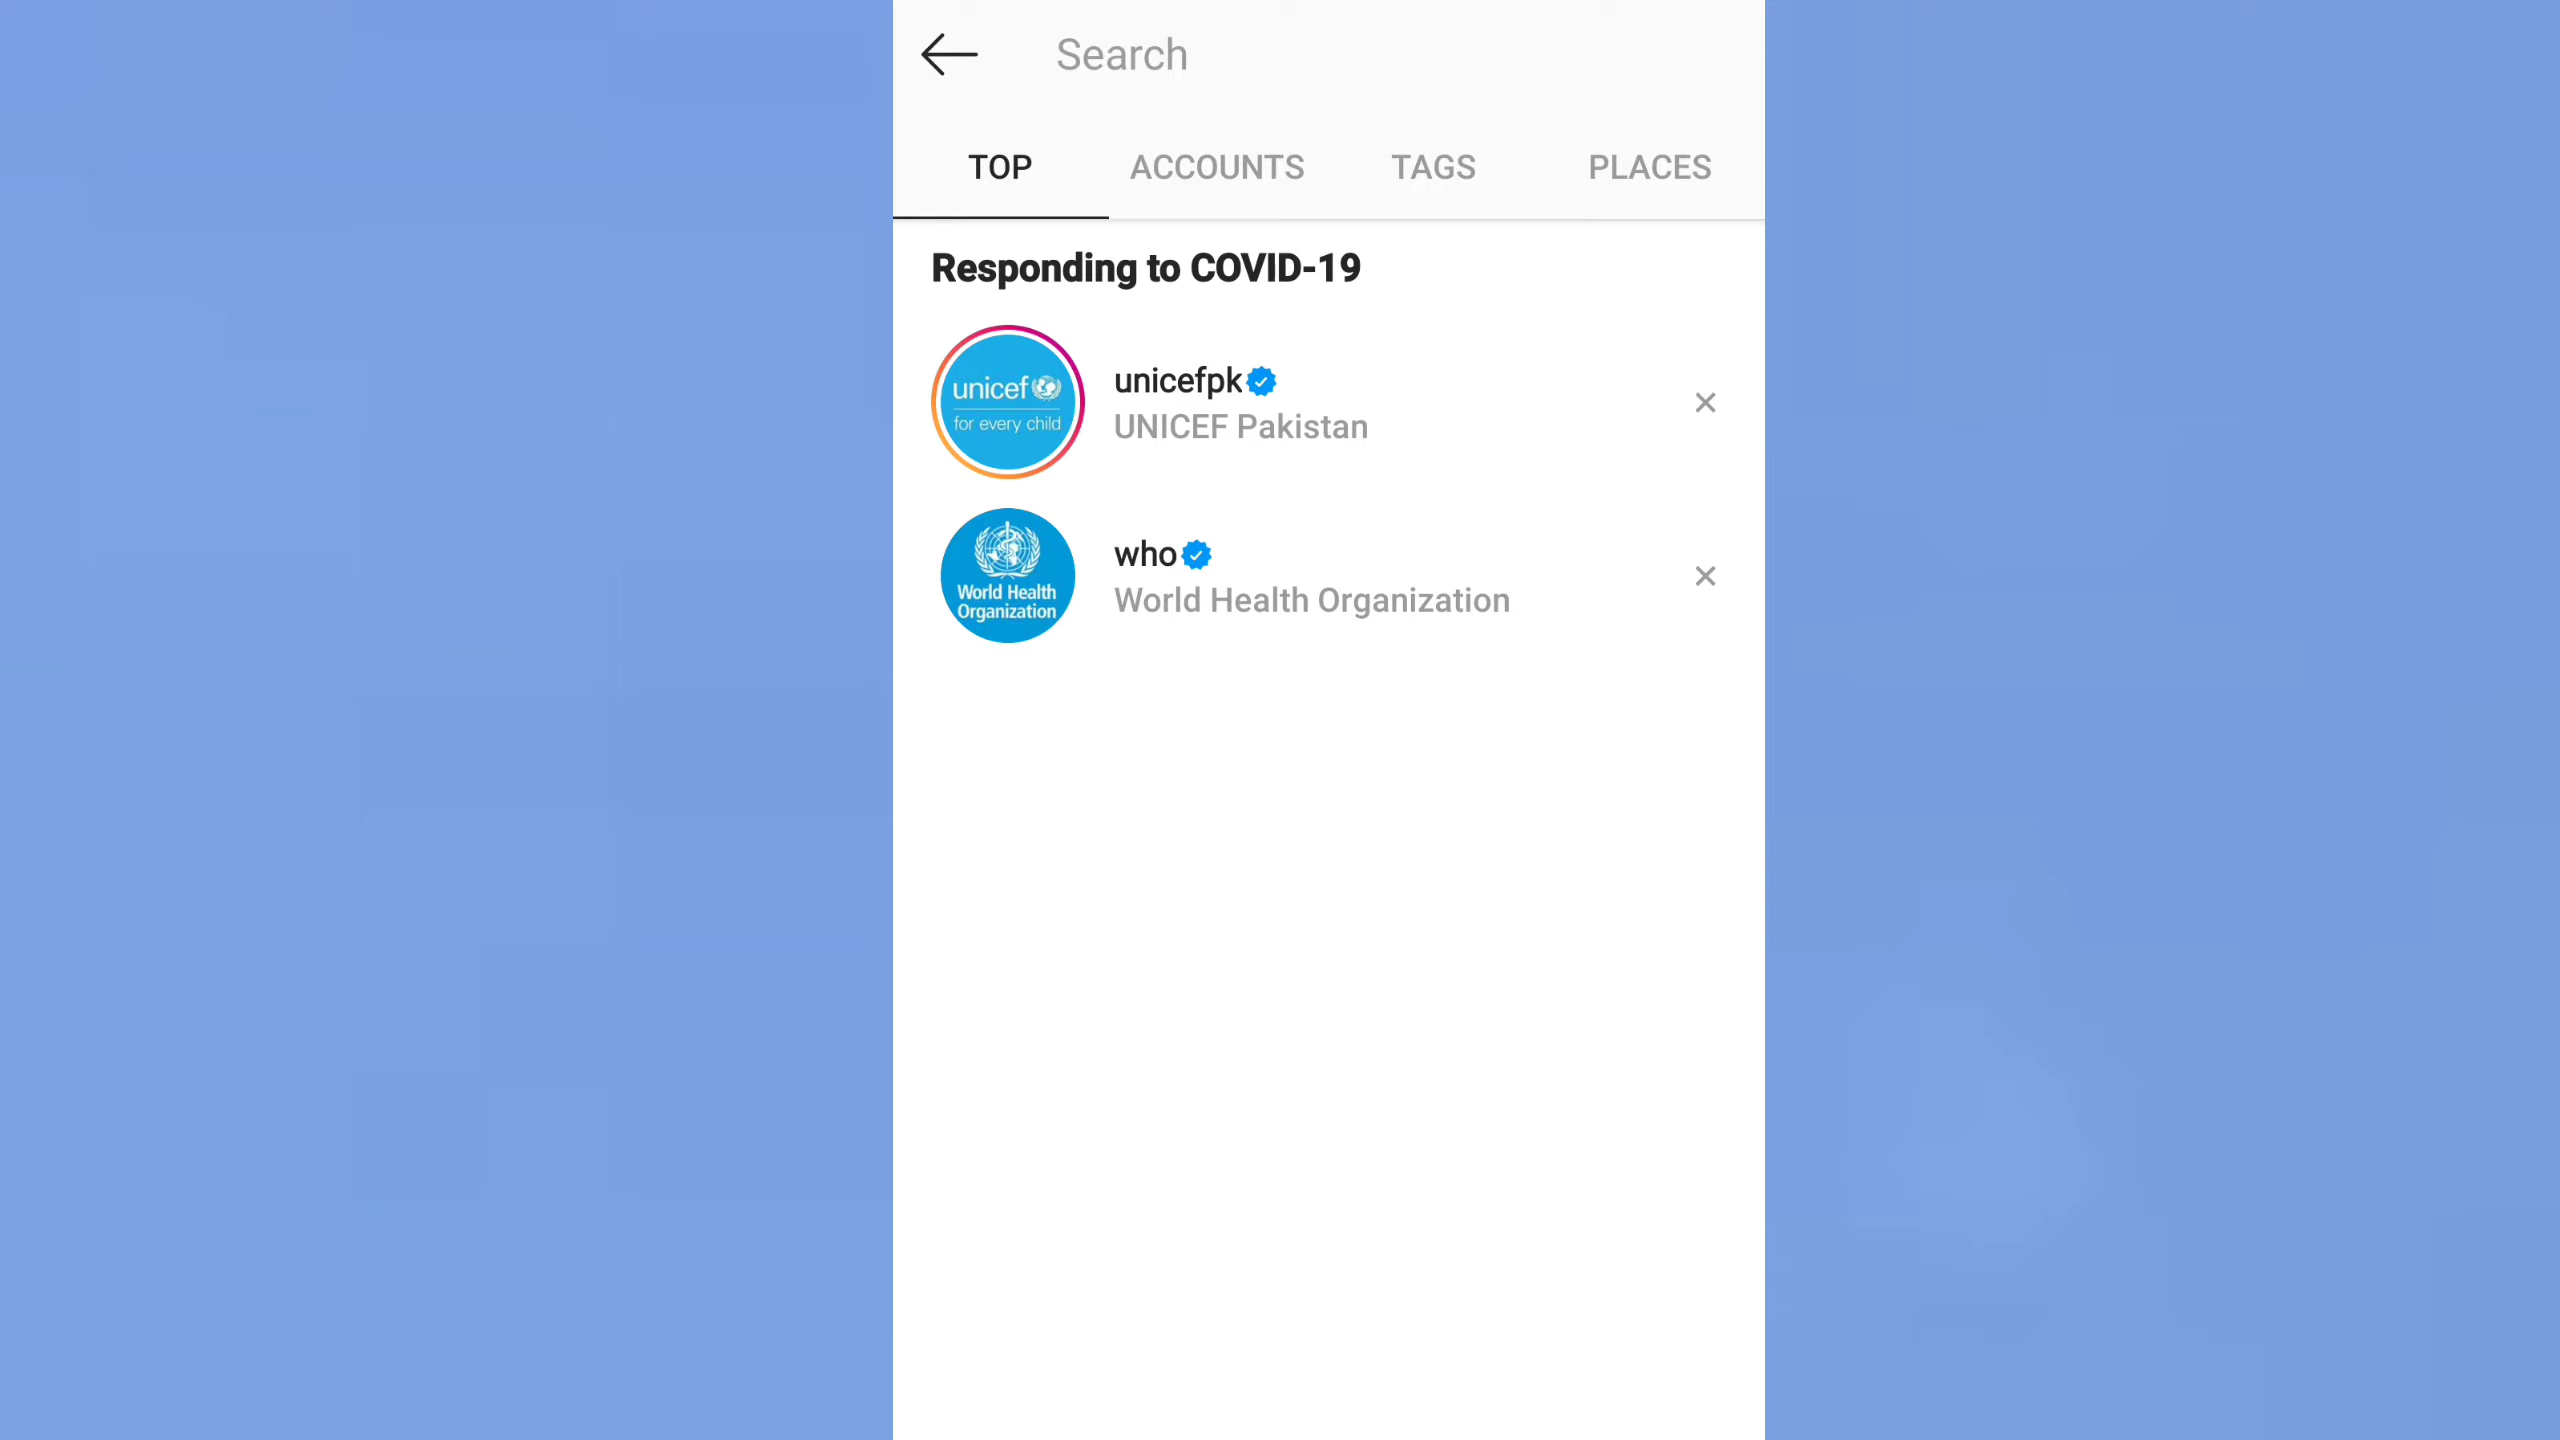 Search
TOP ACCOUNTS TAGS PLACES
Responding to COVID-19
unicef
for every child
unicefpk
UNICEF Pakistan
World Health
Organization
who
World Health Organization